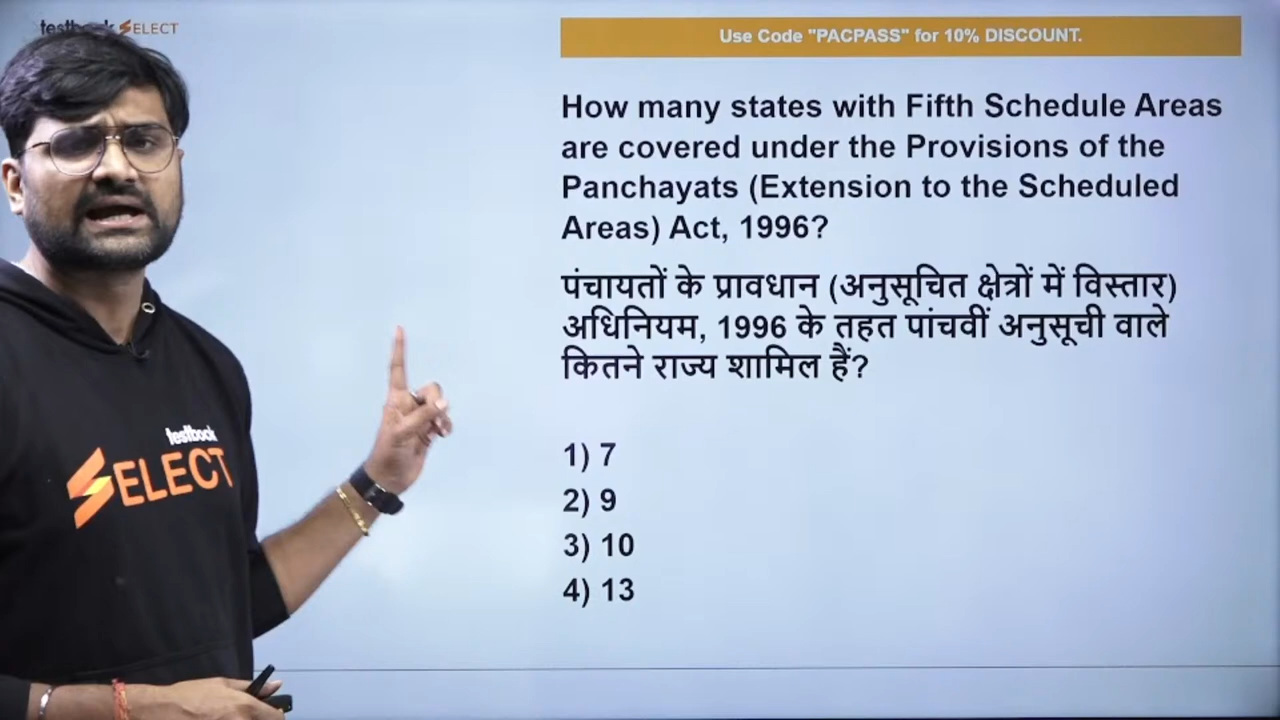 SELECT
Use Code "PACPASS" for 10% DISCOUNT.
How many states with Fifth Schedule Areas
are covered under the Provisions of the
Panchayats (Extension to the Scheduled
Areas) Act, 1996?
पंचायतों के प्रावधान (अनुसूचित क्षेत्रों में विस्तार)
अधिनियम, 1996 के तहत पांचवीं अनुसूची वाले
कितने राज्य शामिल हैं?
1) 7
2) 9
3) 10
4) 13
testbook
SELECT